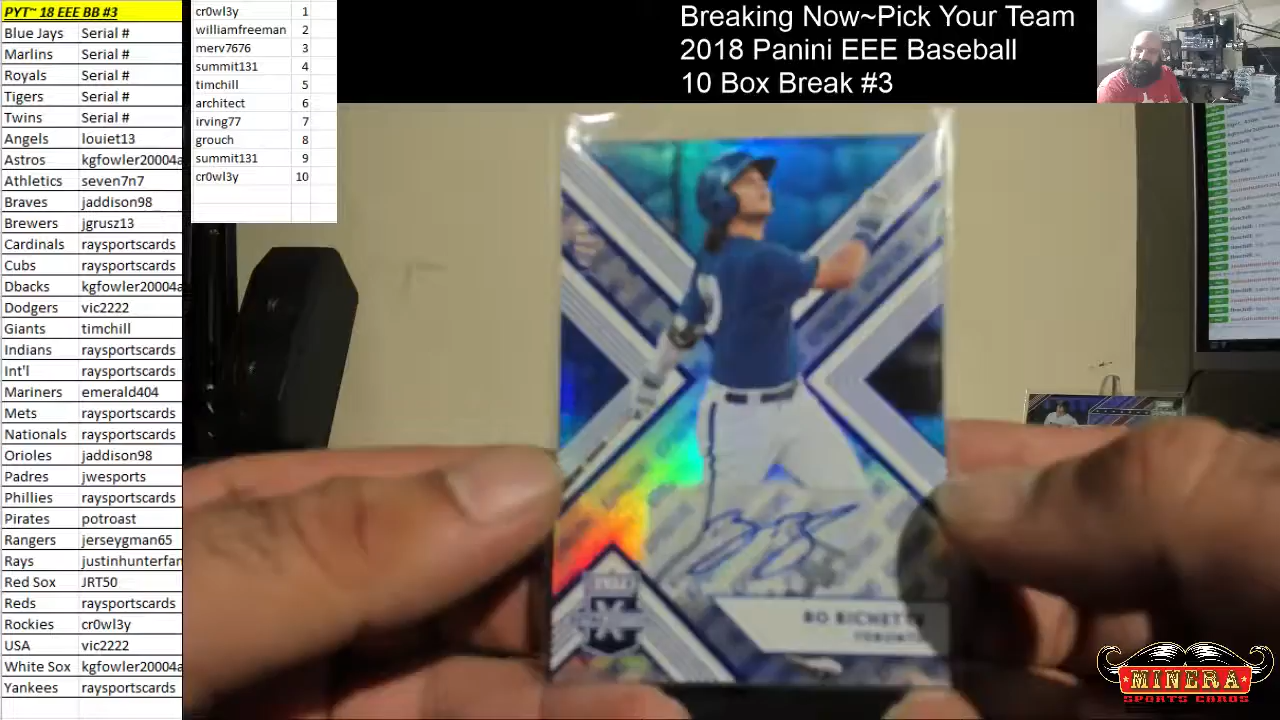 PYT~ 18 EEE BB #3
Blue Jays Serial #
Marlins Serial #
Royals Serial #
Tigers Serial #
Twins Serial #
Angels louiet13
Astros kgfowler20004a
Athletics seven7n7
Braves jaddison98
Brewers jgrusz13
Cardinals raysportscards
Cubs raysportscards
Dbacks kgfowler20004a
Dodgers vic2222
Giants timchill
Indians raysportscards
Int'l raysportscards
Mariners emerald404
Mets raysportscards
Nationals raysportscards
Orioles jaddison98
Padres jwesports
Phillies raysportscards
Pirates potroast
Rangers jerseygman65
Rays justinhunterfan
Red Sox JRT50
Reds raysportscards
Rockies cr0wl3y
USA vic2222
White Sox kgfowler20004a
Yankees raysportscards
cr0wl3y 1
williamfreeman 2
merv7676 3
summit131 4
timchill 5
architect 6
irving77 7
grouch 8
summit131 9
cr0wl3y 10
Breaking Now~Pick Your Team
2018 Panini EEE Baseball
10 Box Break #3
BO BICHETTE
TORONTO
MINERA
SPORTS CARDS